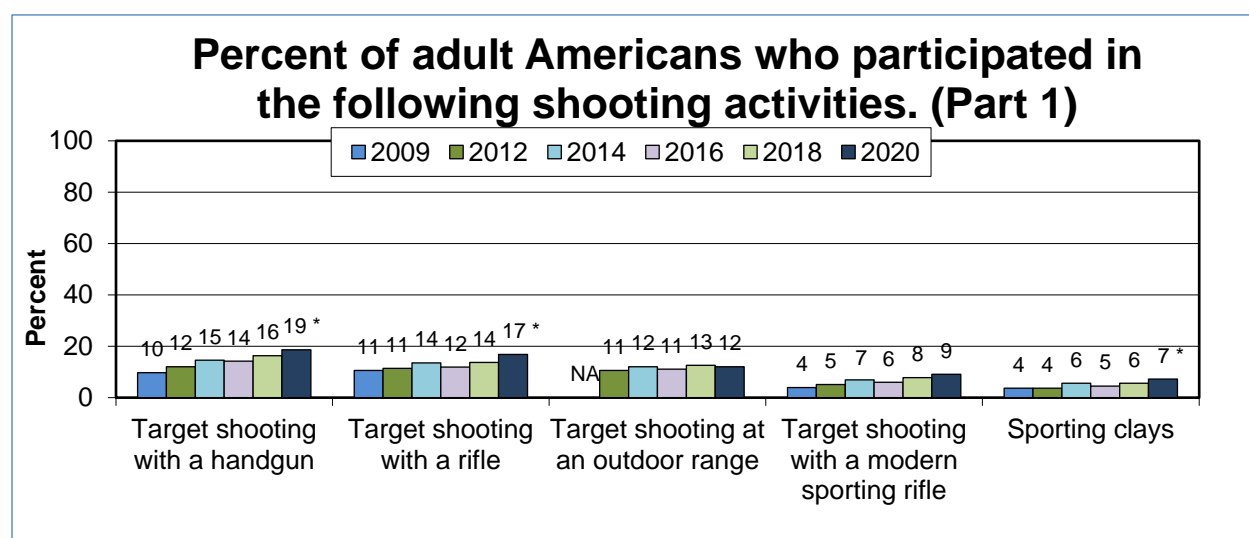 Percent of adult Americans who participated in
the following shooting activities. (Part 1)
2009 2012 2014 2016 2018 2020
Percent
100
80
60
40
20
0
10 12 15 14 16 19 *
11 11 14 12 14 17 *
NA 11 12 11 13 12
4 5 7 6 8 9
4 4 6 5 6 7 *
Target shooting
with a handgun
Target shooting
with a rifle
Target shooting at
an outdoor range
Target shooting
with a modern
sporting rifle
Sporting clays